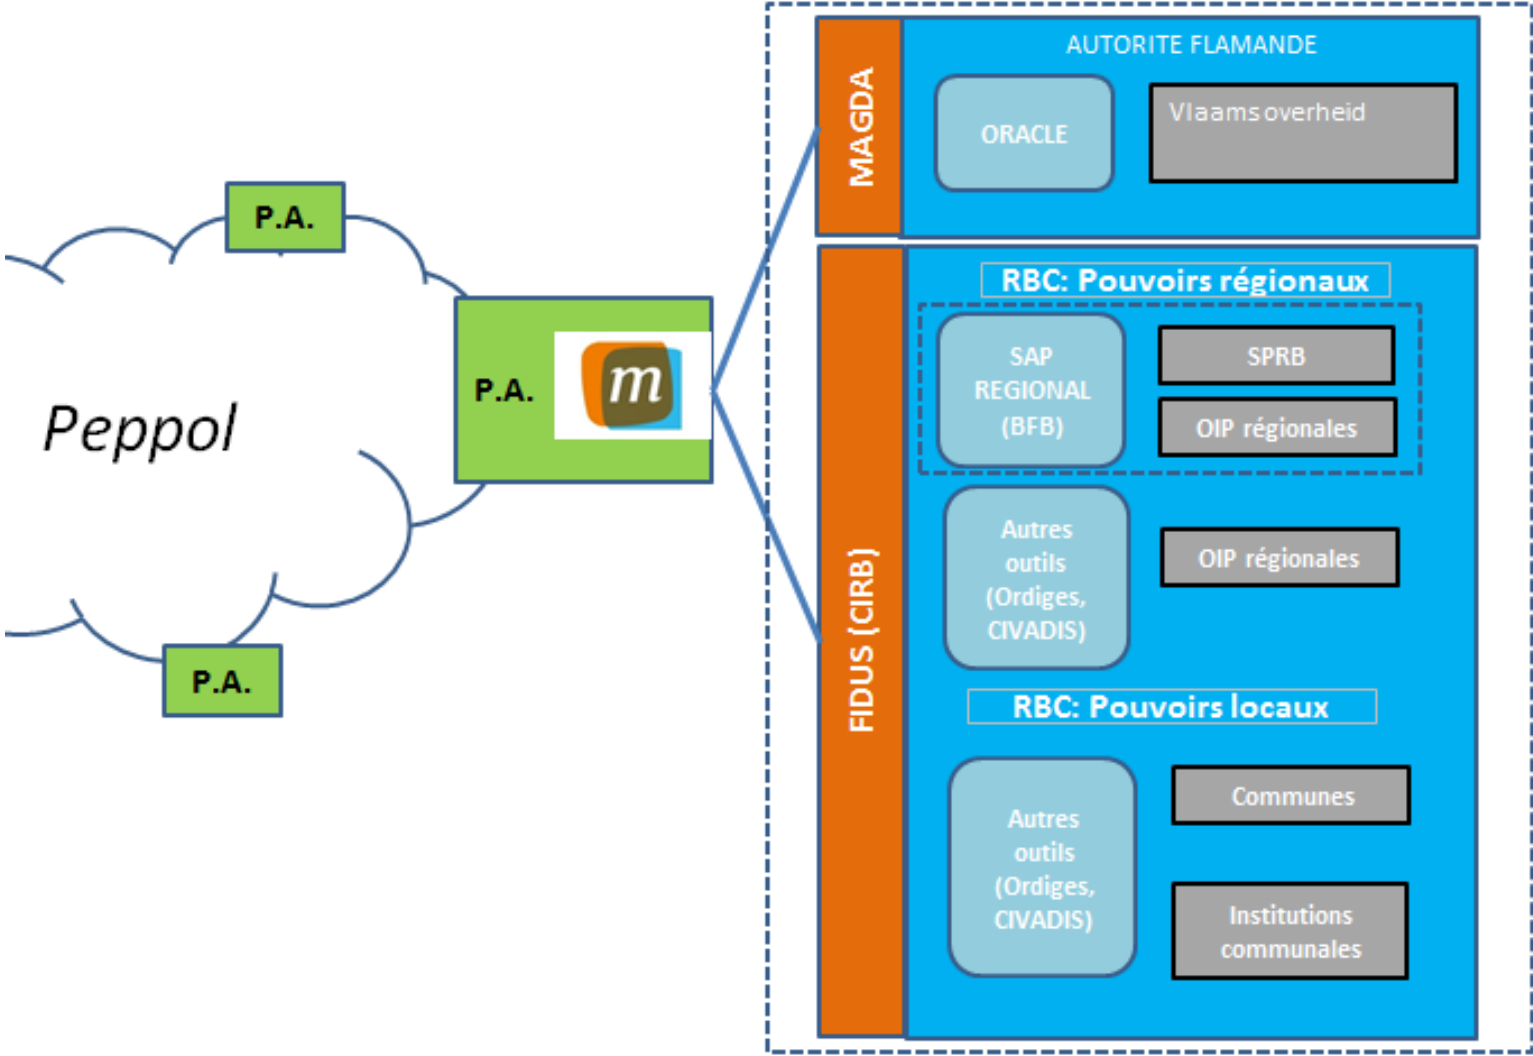 P.A.
Peppol
P.A.
m
P.A.
MAGDA
AUTORITE FLAMANDE
ORACLE
Vlaams overheid
FIDUS (CIRB)
RBC: Pouvoirs régionaux
SAP
REGIONAL
(BFB)
SPRB
OIP régionales
Autres
outils
(Ordiges,
CIVADIS)
OIP régionales
RBC: Pouvoirs locaux
Autres
outils
(Ordiges,
CIVADIS)
Communes
Institutions
communales